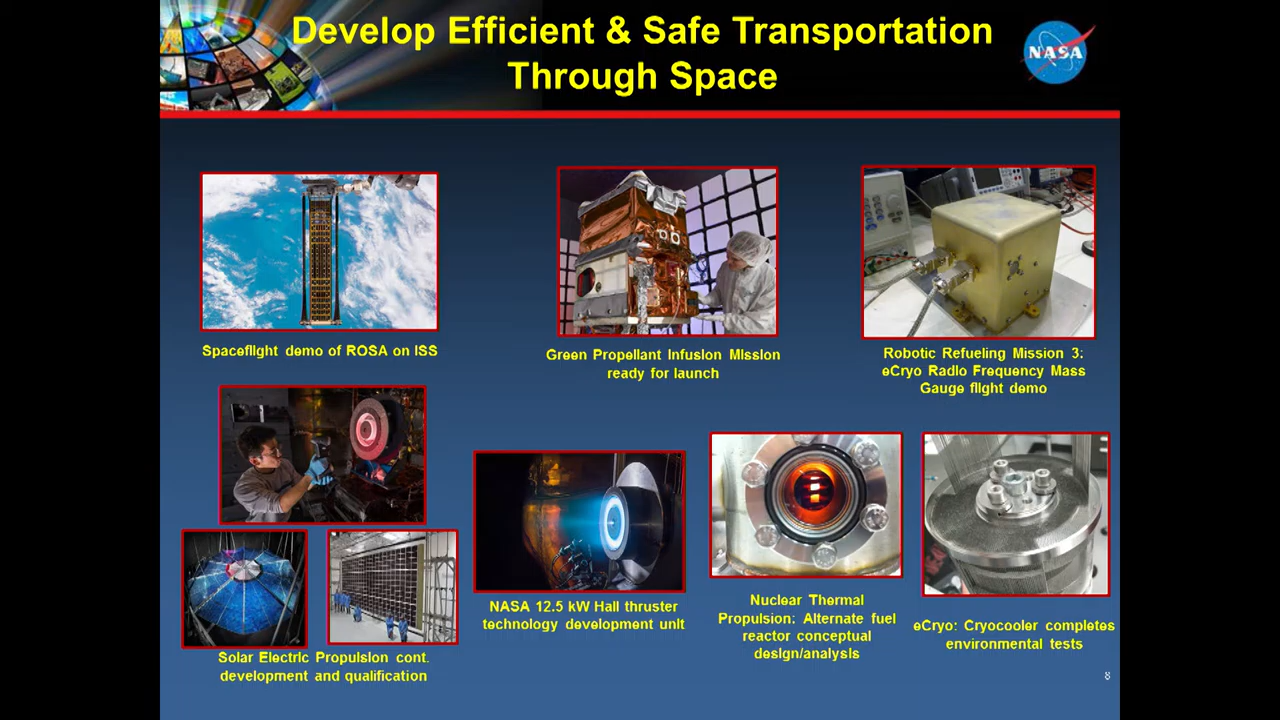 Develop Efficient & Safe Transportation
Through Space
NASA
Spaceflight demo of ROSA on ISS
Green Propellant Infusion Mission
ready for launch
Robotic Refueling Mission 3:
eCryo Radio Frequency Mass
Gauge flight demo
Solar Electric Propulsion cont.
development and qualification
NASA 12.5 kW Hall thruster
technology development unit
Nuclear Thermal
Propulsion: Alternate fuel
reactor conceptual
design/analysis
eCryo: Cryocooler completes
environmental tests
8